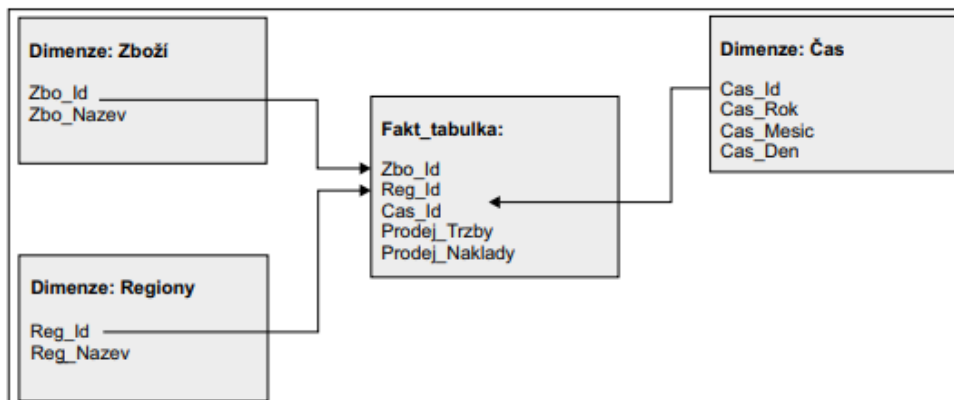 Dimenze: Zboží
Zbo_Id
Zbo_Nazev
Dimenze: Regiony
Reg_Id
Reg_Nazev
Fakt_tabulka:
Zbo_Id
Reg_Id
Cas_Id
Prodej_Trzby
Prodej_Naklady
Dimenze: Čas
Cas_Id
Cas_Rok
Cas_Mesic
Cas_Den